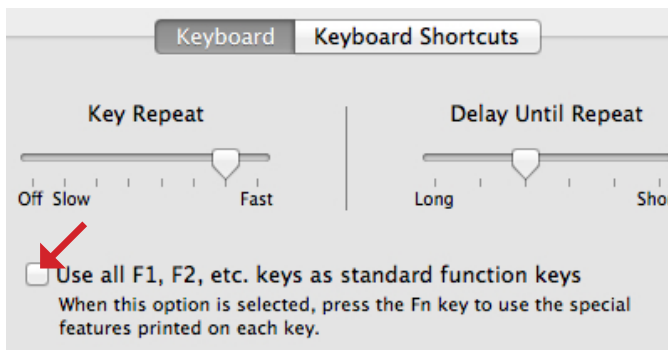 Keyboard Keyboard Shortcuts
Key Repeat Delay Until Repeat
Off Slow Fast Long Sho
Use all F1, F2, etc. keys as standard function keys
When this option is selected, press the Fn key to use the special
features printed on each key.